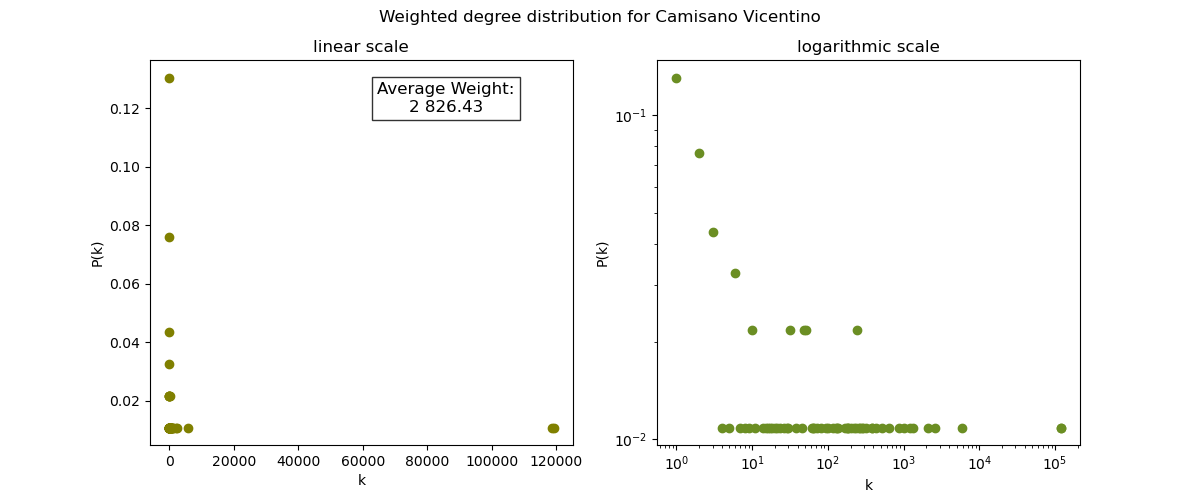 Weighted degree distribution for Camisano Vicentino
linear scale
Average Weight:
2 826.43
P(k)
0.12
0.10
0.08
0.06
0.04
0.02
0
20000
40000
60000
80000
100000
120000
k
logarithmic scale
P(k)
10⁻¹
10⁻²
10⁰
10¹
10²
10³
10⁴
10⁵
k